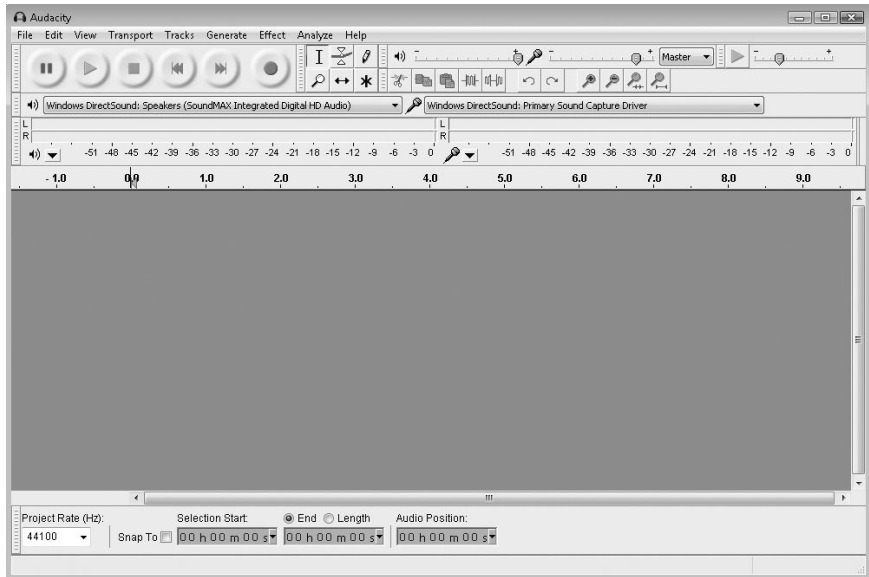 Audacity
File Edit View Transport Tracks Generate Effect Analyze Help
Master
Windows DirectSound: Speakers (SoundMAX Integrated Digital HD Audio) Windows DirectSound: Primary Sound Capture Driver
L L
R R
-51 -48 -45 -42 -39 -36 -33 -30 -27 -24 -21 -18 -15 -12 -9 -6 -3 0 -51 -48 -45 -42 -39 -36 -33 -30 -27 -24 -21 -18 -15 -12 -9 -6 -3 0
- 1.0 0.0 1.0 2.0 3.0 4.0 5.0 6.0 7.0 8.0 9.0
Project Rate (Hz): Selection Start: End Length Audio Position:
44100 Snap To 00 h 00 m 00 s 00 h 00 m 00 s 00 h 00 m 00 s